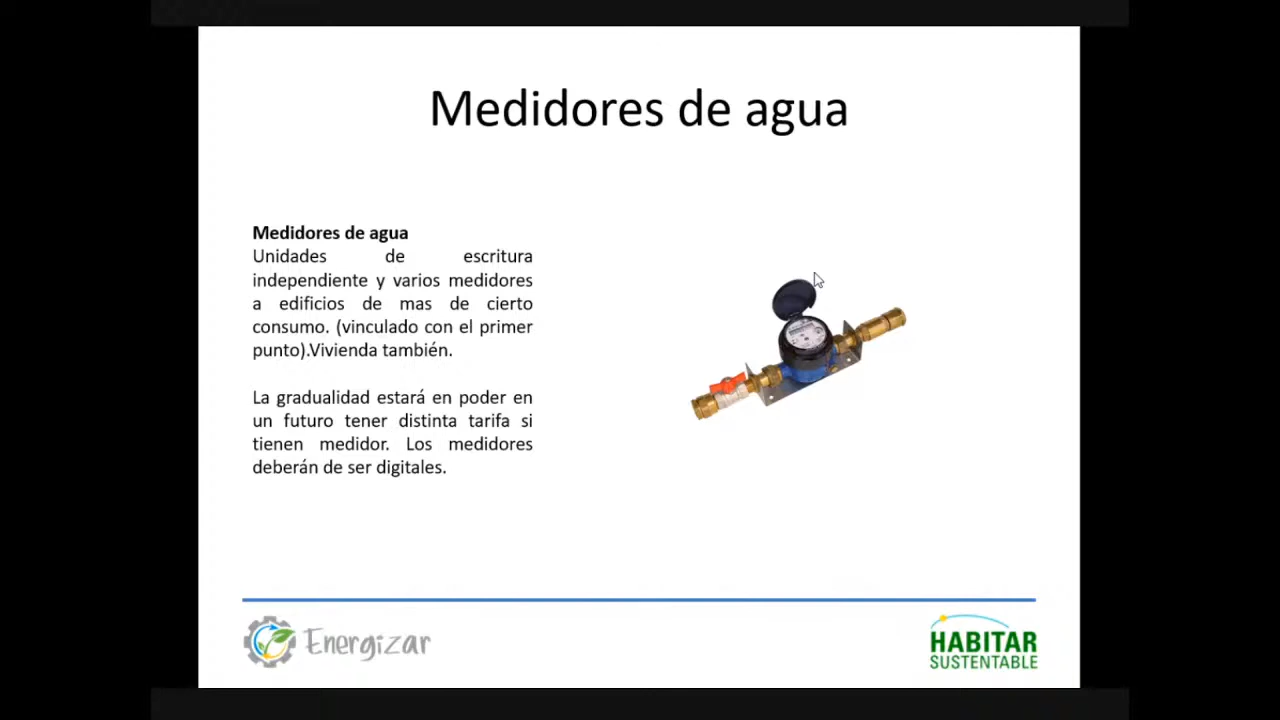 Medidores de agua
Medidores de agua
Unidades de escritura
independiente y varios medidores
a edificios de mas de cierto
consumo. (vinculado con el primer
punto).Vivienda también.
La gradualidad estará en poder en
un futuro tener distinta tarifa si
tienen medidor. Los medidores
deberán de ser digitales.
Energizar
HABITAR
SUSTENTABLE